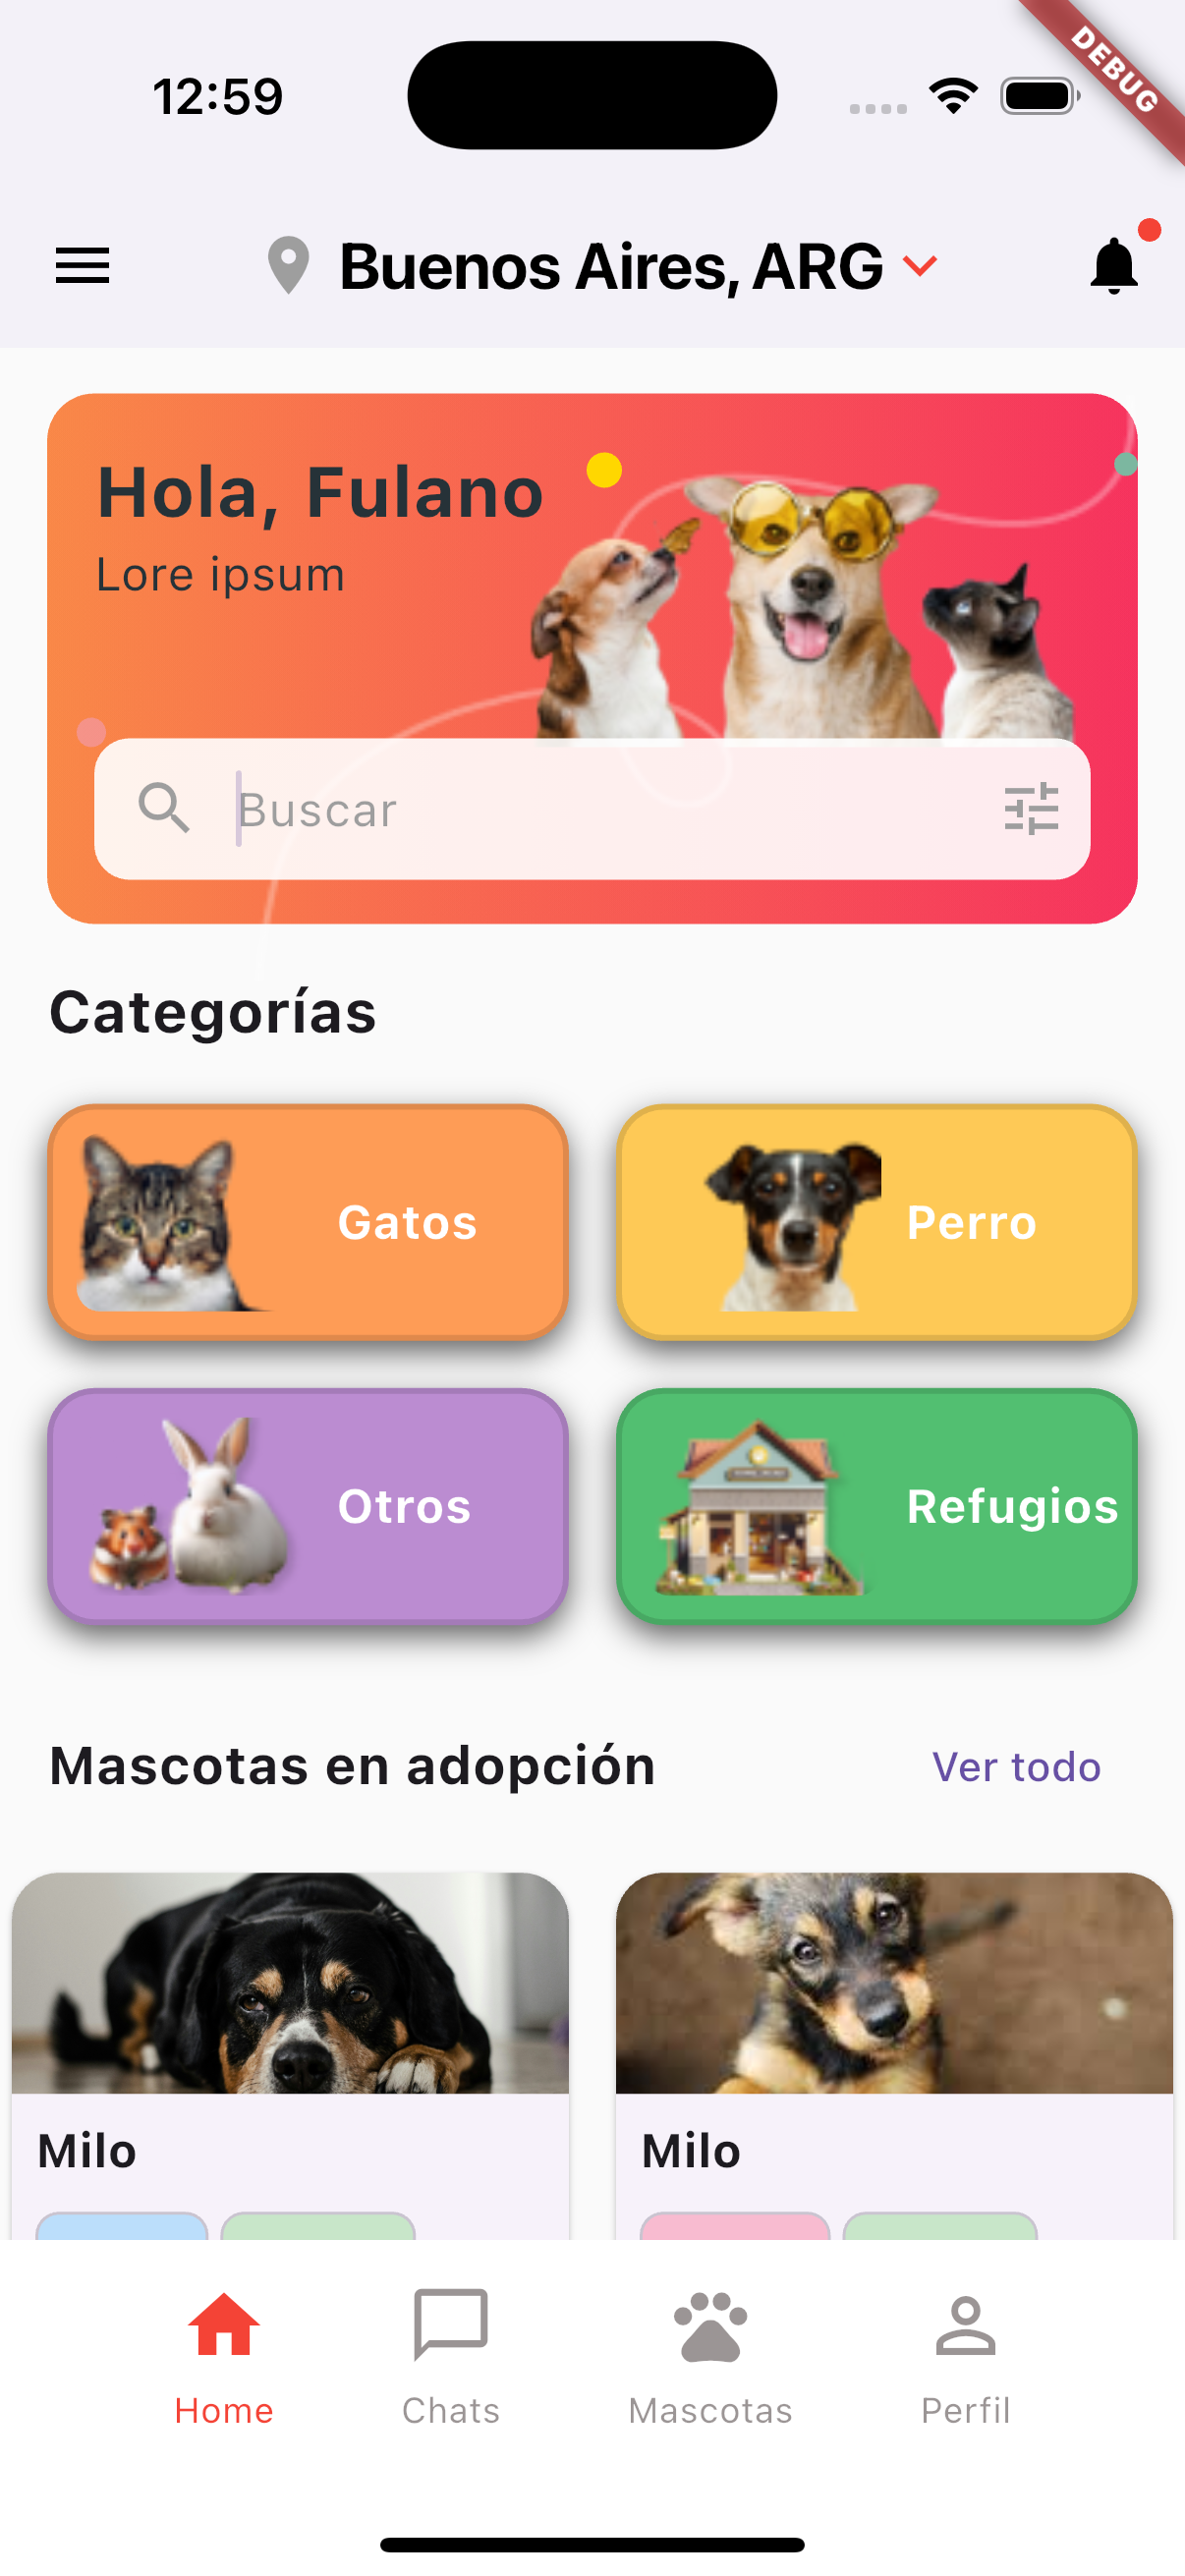 12:59
DEBUG
Buenos Aires, ARG
Hola, Fulano
Lore ipsum
Buscar
Categorías
Gatos
Perro
Otros
Refugios
Mascotas en adopción
Ver todo
Milo
Milo
Home
Chats
Mascotas
Perfil